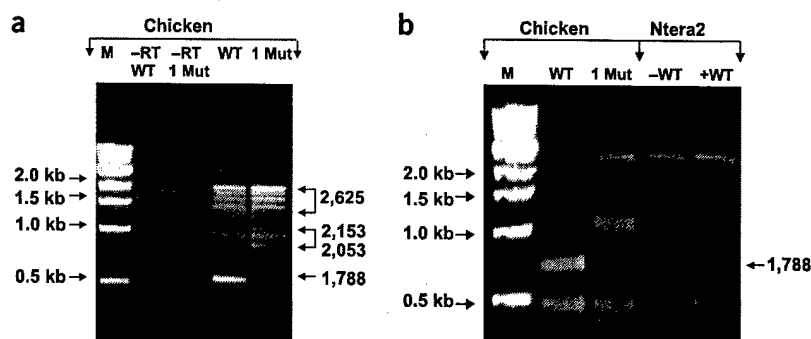 a
Chicken
M –RT –RT WT 1 Mut
WT 1 Mut
2.0 kb
1.5 kb
1.0 kb
0.5 kb
2,625
2,153
2,053
1,788
b
Chicken Ntera2
M WT 1 Mut –WT +WT
2.0 kb
1.5 kb
1.0 kb
0.5 kb
1,788